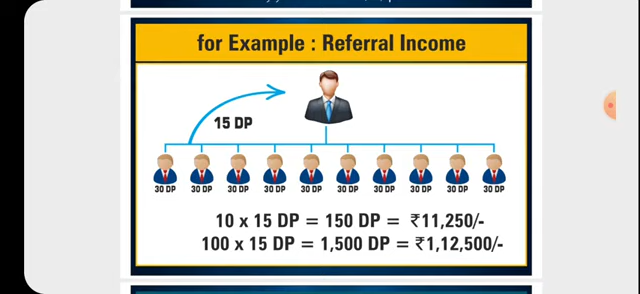 for Example : Referral Income
15 DP
30 DP 30 DP 30 DP 30 DP 30 DP 30 DP 30 DP 30 DP 30 DP 30 DP
10 x 15 DP = 150 DP = ₹11,250/-
100 x 15 DP = 1,500 DP = ₹1,12,500/-